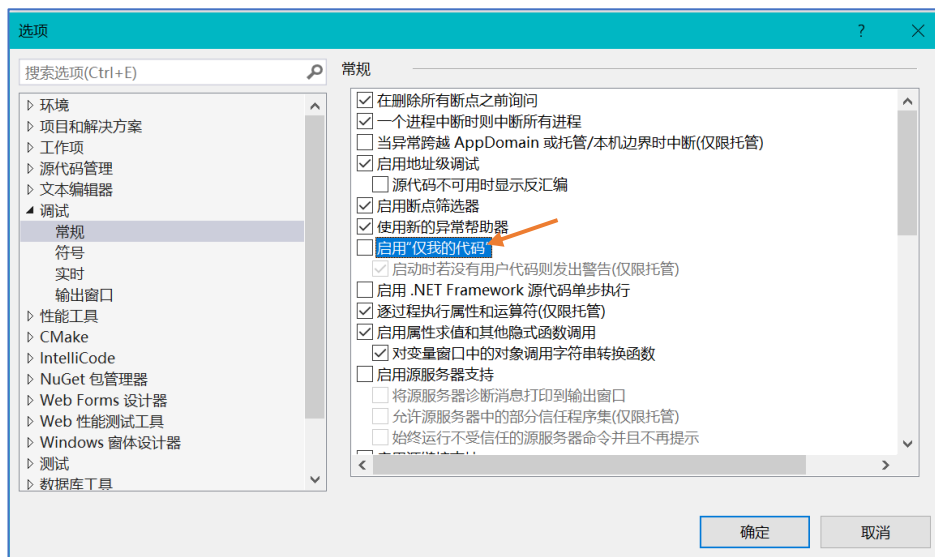 选项
搜索选项(Ctrl+E)
环境
项目和解决方案
工作项
源代码管理
文本编辑器
调试
常规
符号
实时
输出窗口
性能工具
CMake
IntelliCode
NuGet 包管理器
Web Forms 设计器
Web 性能测试工具
Windows 窗体设计器
测试
数据库工具
常规
在删除所有断点之前询问
一个进程中断时则中断所有进程
当异常跨越 AppDomain 或托管/本机边界时中断(仅限托管)
启用地址级调试
源代码不可用时显示反汇编
启用断点筛选器
使用新的异常帮助器
启用“仅我的代码”
启动时若没有用户代码则发出警告(仅限托管)
启用 .NET Framework 源代码单步执行
逐过程执行属性和运算符(仅限托管)
启用属性求值和其他隐式函数调用
对变量窗口中的对象调用字符串转换函数
启用源服务器支持
将源服务器诊断消息打印到输出窗口
允许源服务器中的部分信任程序集(仅限托管)
始终运行不受信任的源服务器命令并且不再提示
确定
取消